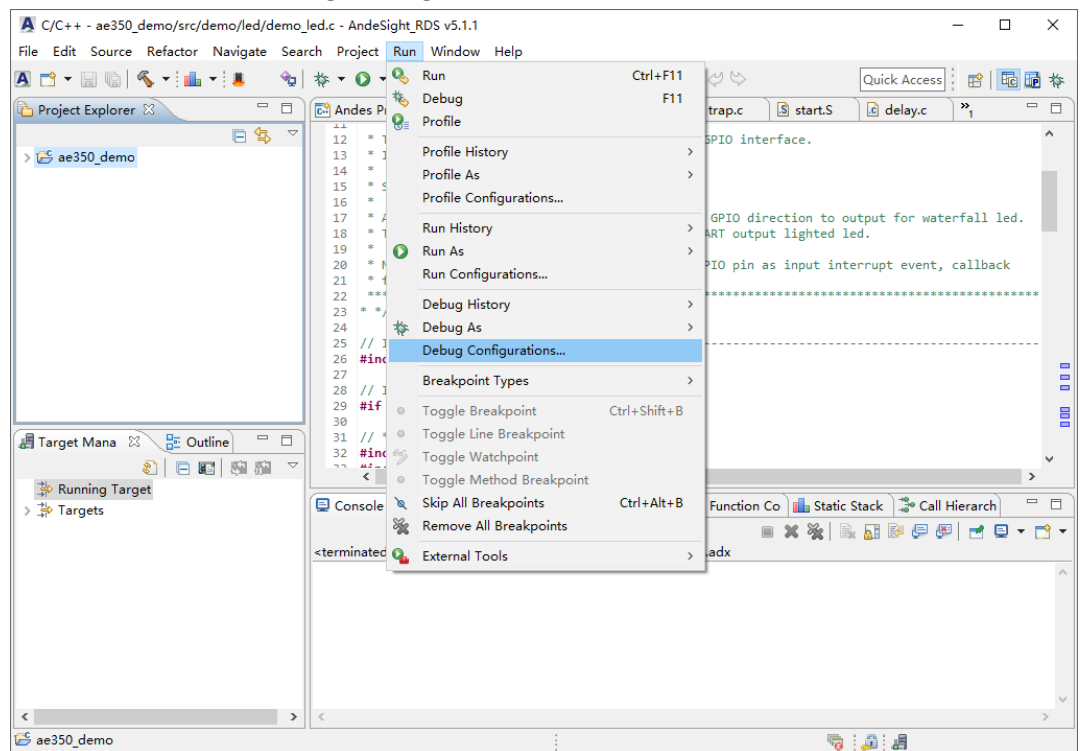 C/C++ - ae350_demo/src/demo/led/demo_led.c - AndeSight_RDS v5.1.1
File Edit Source Refactor Navigate Search Project Run Window Help
Quick Access
Project Explorer
ae350_demo
Target Mana
Outline
Running Target
Targets
Run Ctrl+F11
Debug F11
Profile
Profile History
Profile As
Profile Configurations...
Run History
Run As
Run Configurations...
Debug History
Debug As
Debug Configurations...
Breakpoint Types
Toggle Breakpoint Ctrl+Shift+B
Toggle Line Breakpoint
Toggle Watchpoint
Toggle Method Breakpoint
Skip All Breakpoints Ctrl+Alt+B
Remove All Breakpoints
External Tools
Andes P
trap.c
start.S
delay.c
»1
12 * T GPIO interface.
13 * I
14 *
15 * S
16 *
17 * A GPIO direction to output for waterfall led.
18 * T ART output lighted led.
19 *
20 * N PIO pin as input interrupt event, callback
21 * f
22 *** ************************************************
23 * */
24
25 // I ------------------------------------------------
26 #inc
27
28 // I
29 #if
30
31 // *
32 #inc
Console
Function Co
Static Stack
Call Hierarch
<terminated .adx
ae350_demo